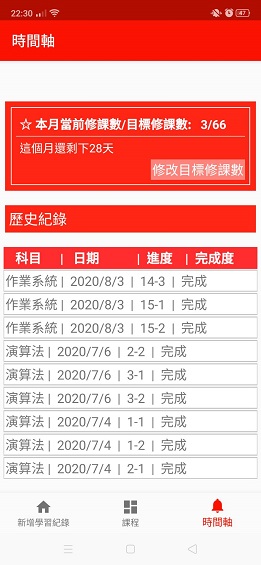 22:30
47
時間軸
☆ 本月當前修課數/目標修課數: 3/66
這個月還剩下28天
修改目標修課數
歷史紀錄
科目 | 日期 | 進度 | 完成度
作業系統 | 2020/8/3 | 14-3 | 完成
作業系統 | 2020/8/3 | 15-1 | 完成
作業系統 | 2020/8/3 | 15-2 | 完成
演算法 | 2020/7/6 | 2-2 | 完成
演算法 | 2020/7/6 | 3-1 | 完成
演算法 | 2020/7/6 | 3-2 | 完成
演算法 | 2020/7/4 | 1-1 | 完成
演算法 | 2020/7/4 | 1-2 | 完成
演算法 | 2020/7/4 | 2-1 | 完成
新增學習紀錄
課程
時間軸